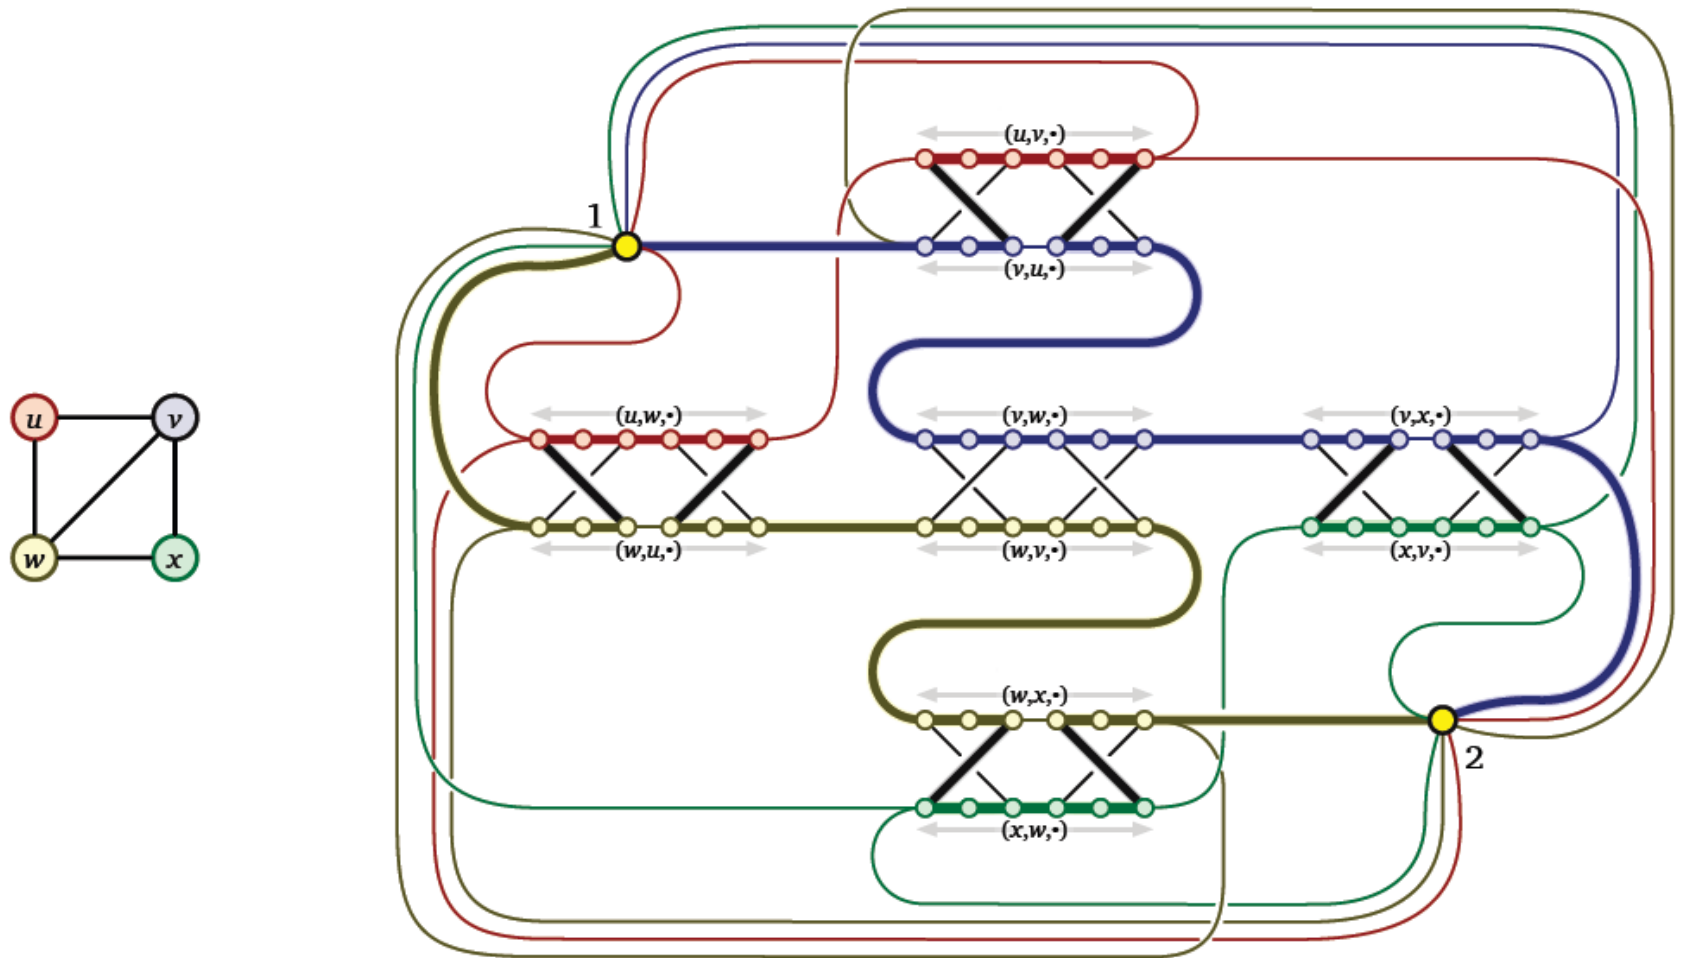 1
(u,v,•)
(v,u,•)
u
v
w
x
(u,w,•)
(v,w,•)
(v,x,•)
(w,u,•)
(w,v,•)
(x,v,•)
(w,x,•)
2
(x,w,•)